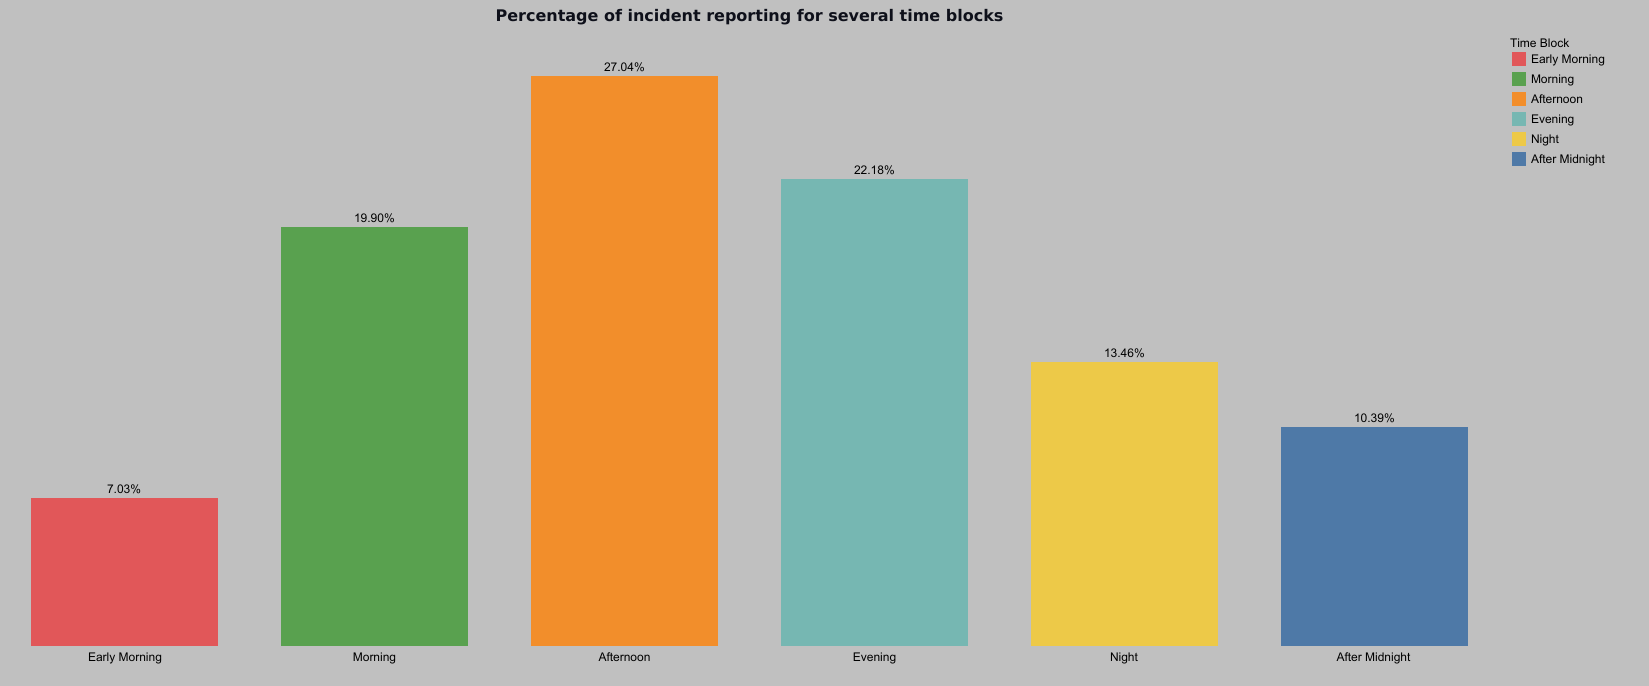 Percentage of incident reporting for several time blocks
Time Block
Early Morning
Morning
Afternoon
Evening
Night
After Midnight
27.04%
22.18%
19.90%
13.46%
10.39%
7.03%
Early Morning
Morning
Afternoon
Evening
Night
After Midnight